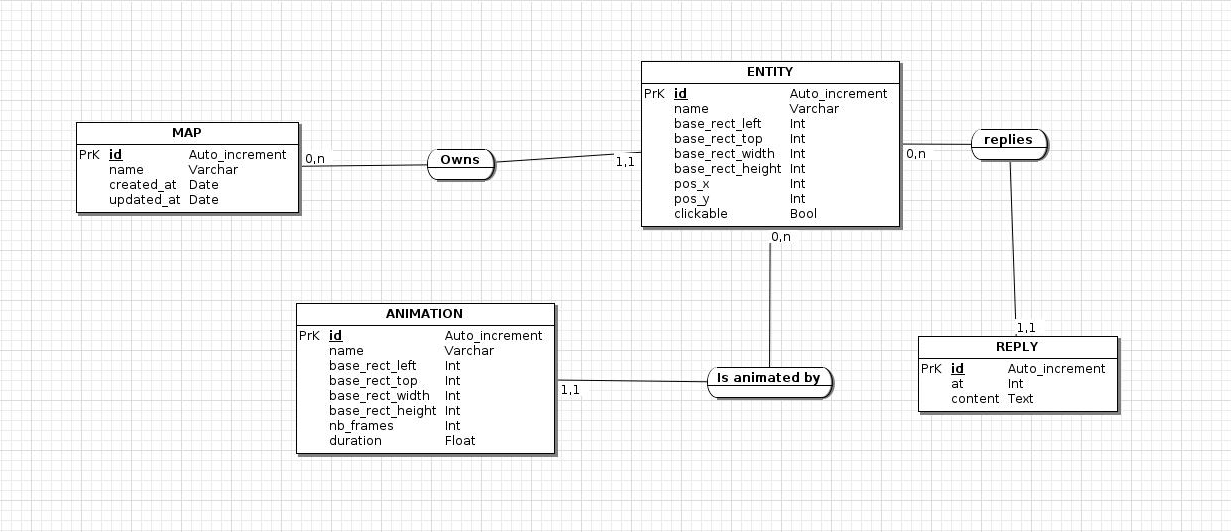 MAP
PrK id Auto_increment
name Varchar
created_at Date
updated_at Date
0,n
Owns
1,1
ENTITY
PrK id Auto_increment
name Varchar
base_rect_left Int
base_rect_top Int
base_rect_width Int
base_rect_height Int
pos_x Int
pos_y Int
clickable Bool
0,n
replies
0,n
1,1
ANIMATION
PrK id Auto_increment
name Varchar
base_rect_left Int
base_rect_top Int
base_rect_width Int
base_rect_height Int
nb_frames Int
duration Float
1,1
Is animated by
REPLY
PrK id Auto_increment
at Int
content Text